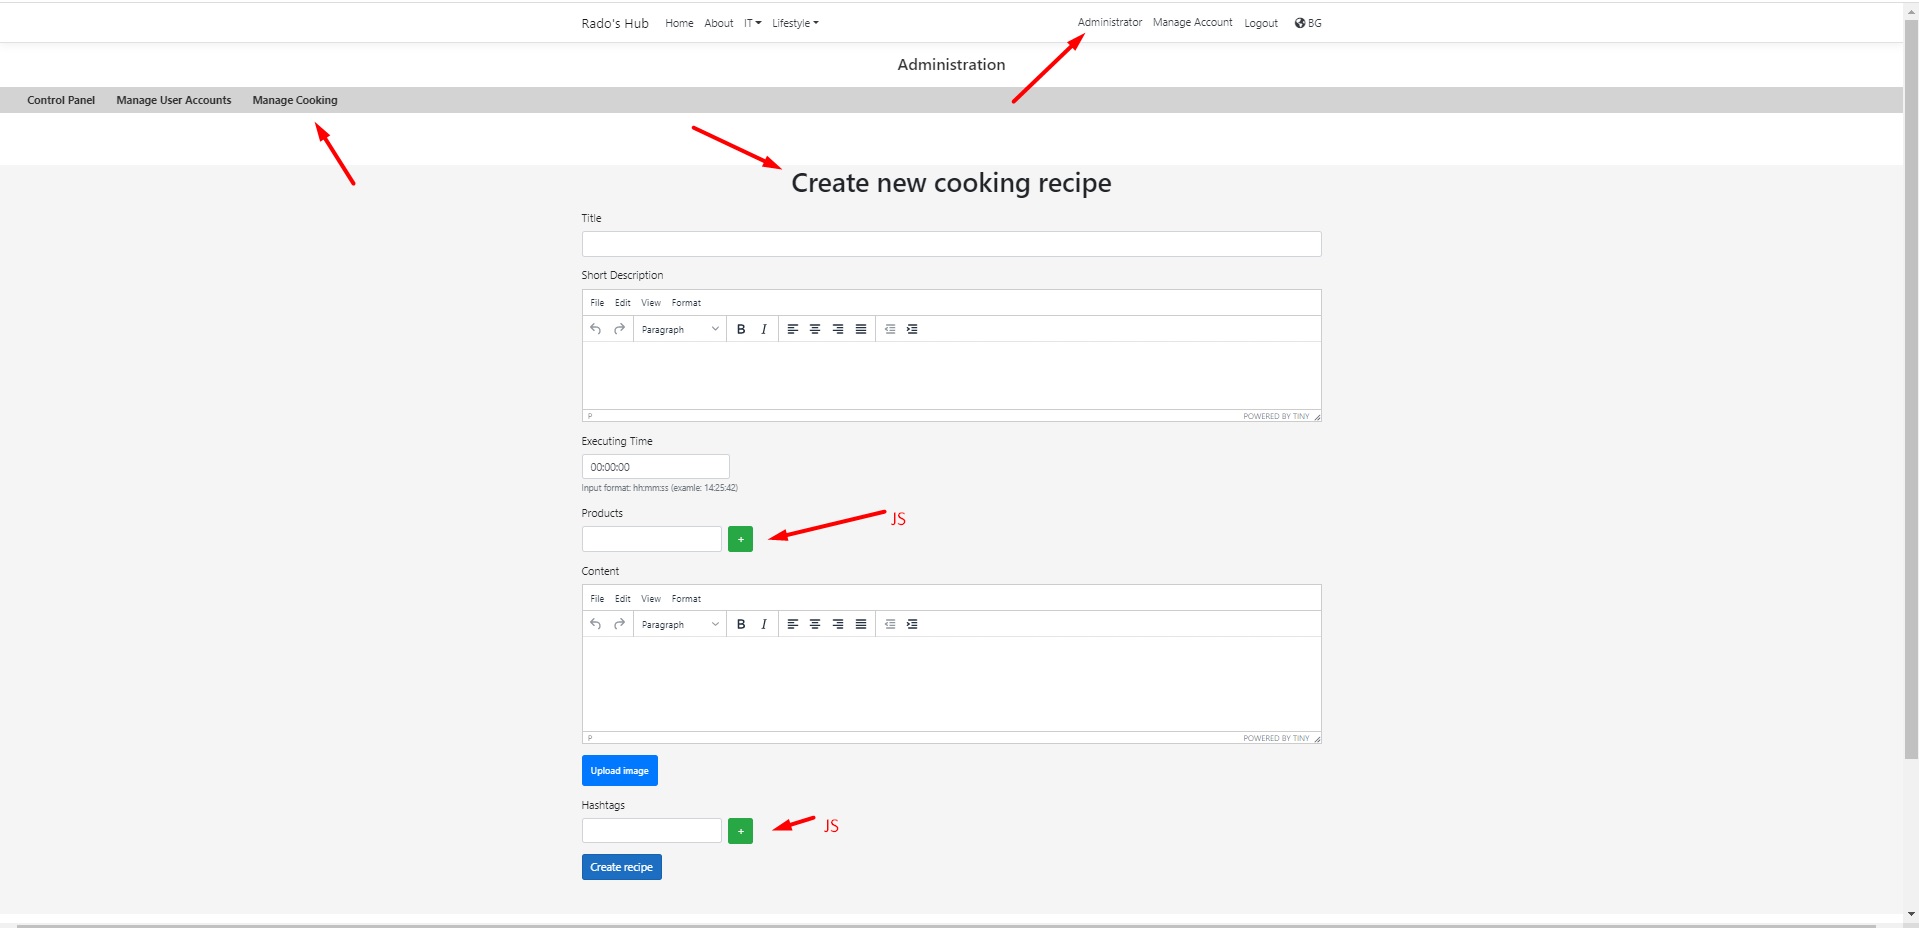 Rado's Hub Home About IT Lifestyle Administrator Manage Account Logout BG
Administration
Control Panel Manage User Accounts Manage Cooking
Create new cooking recipe
Title
Short Description
File Edit View Format
Paragraph B I
P POWERED BY TINY
Executing Time
00:00:00
Input format: hh:mm:ss (examle: 14:25:42)
Products
+ JS
Content
File Edit View Format
Paragraph B I
P POWERED BY TINY
Upload image
Hashtags
+ JS
Create recipe